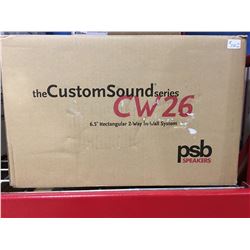 the CustomSound series
CW26
6.5" Rectangular 2-Way In-Wall System
psb
SPEAKERS